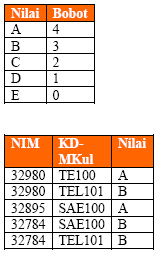 Nilai Bobot
A 4
B 3
C 2
D 1
E 0
NIM KD-MKul Nilai
32980 TE100 A
32980 TEL101 B
32895 SAE100 A
32784 SAE100 B
32784 TEL101 B